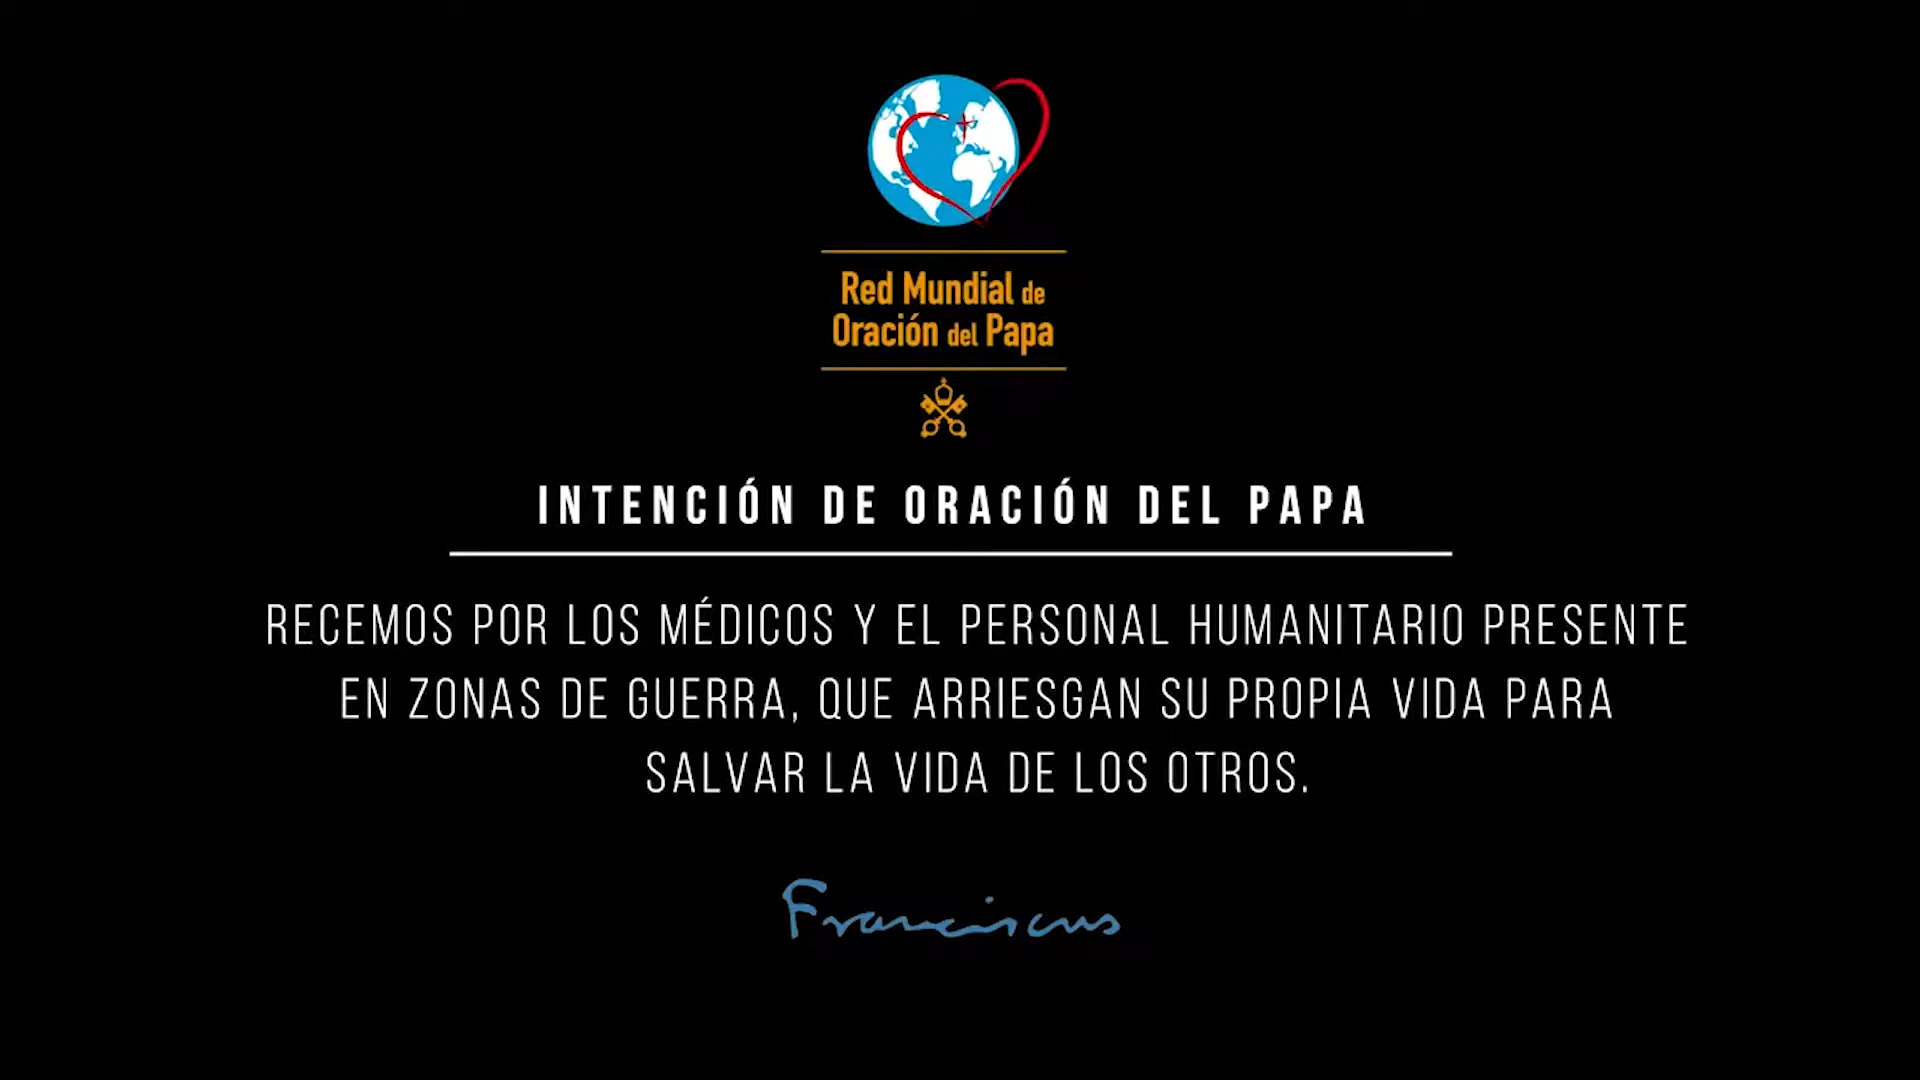 Red Mundial de
Oración del Papa
INTENCIÓN DE ORACIÓN DEL PAPA
RECEMOS POR LOS MÉDICOS Y EL PERSONAL HUMANITARIO PRESENTE
EN ZONAS DE GUERRA, QUE ARRIESGAN SU PROPIA VIDA PARA
SALVAR LA VIDA DE LOS OTROS.
Franciscus